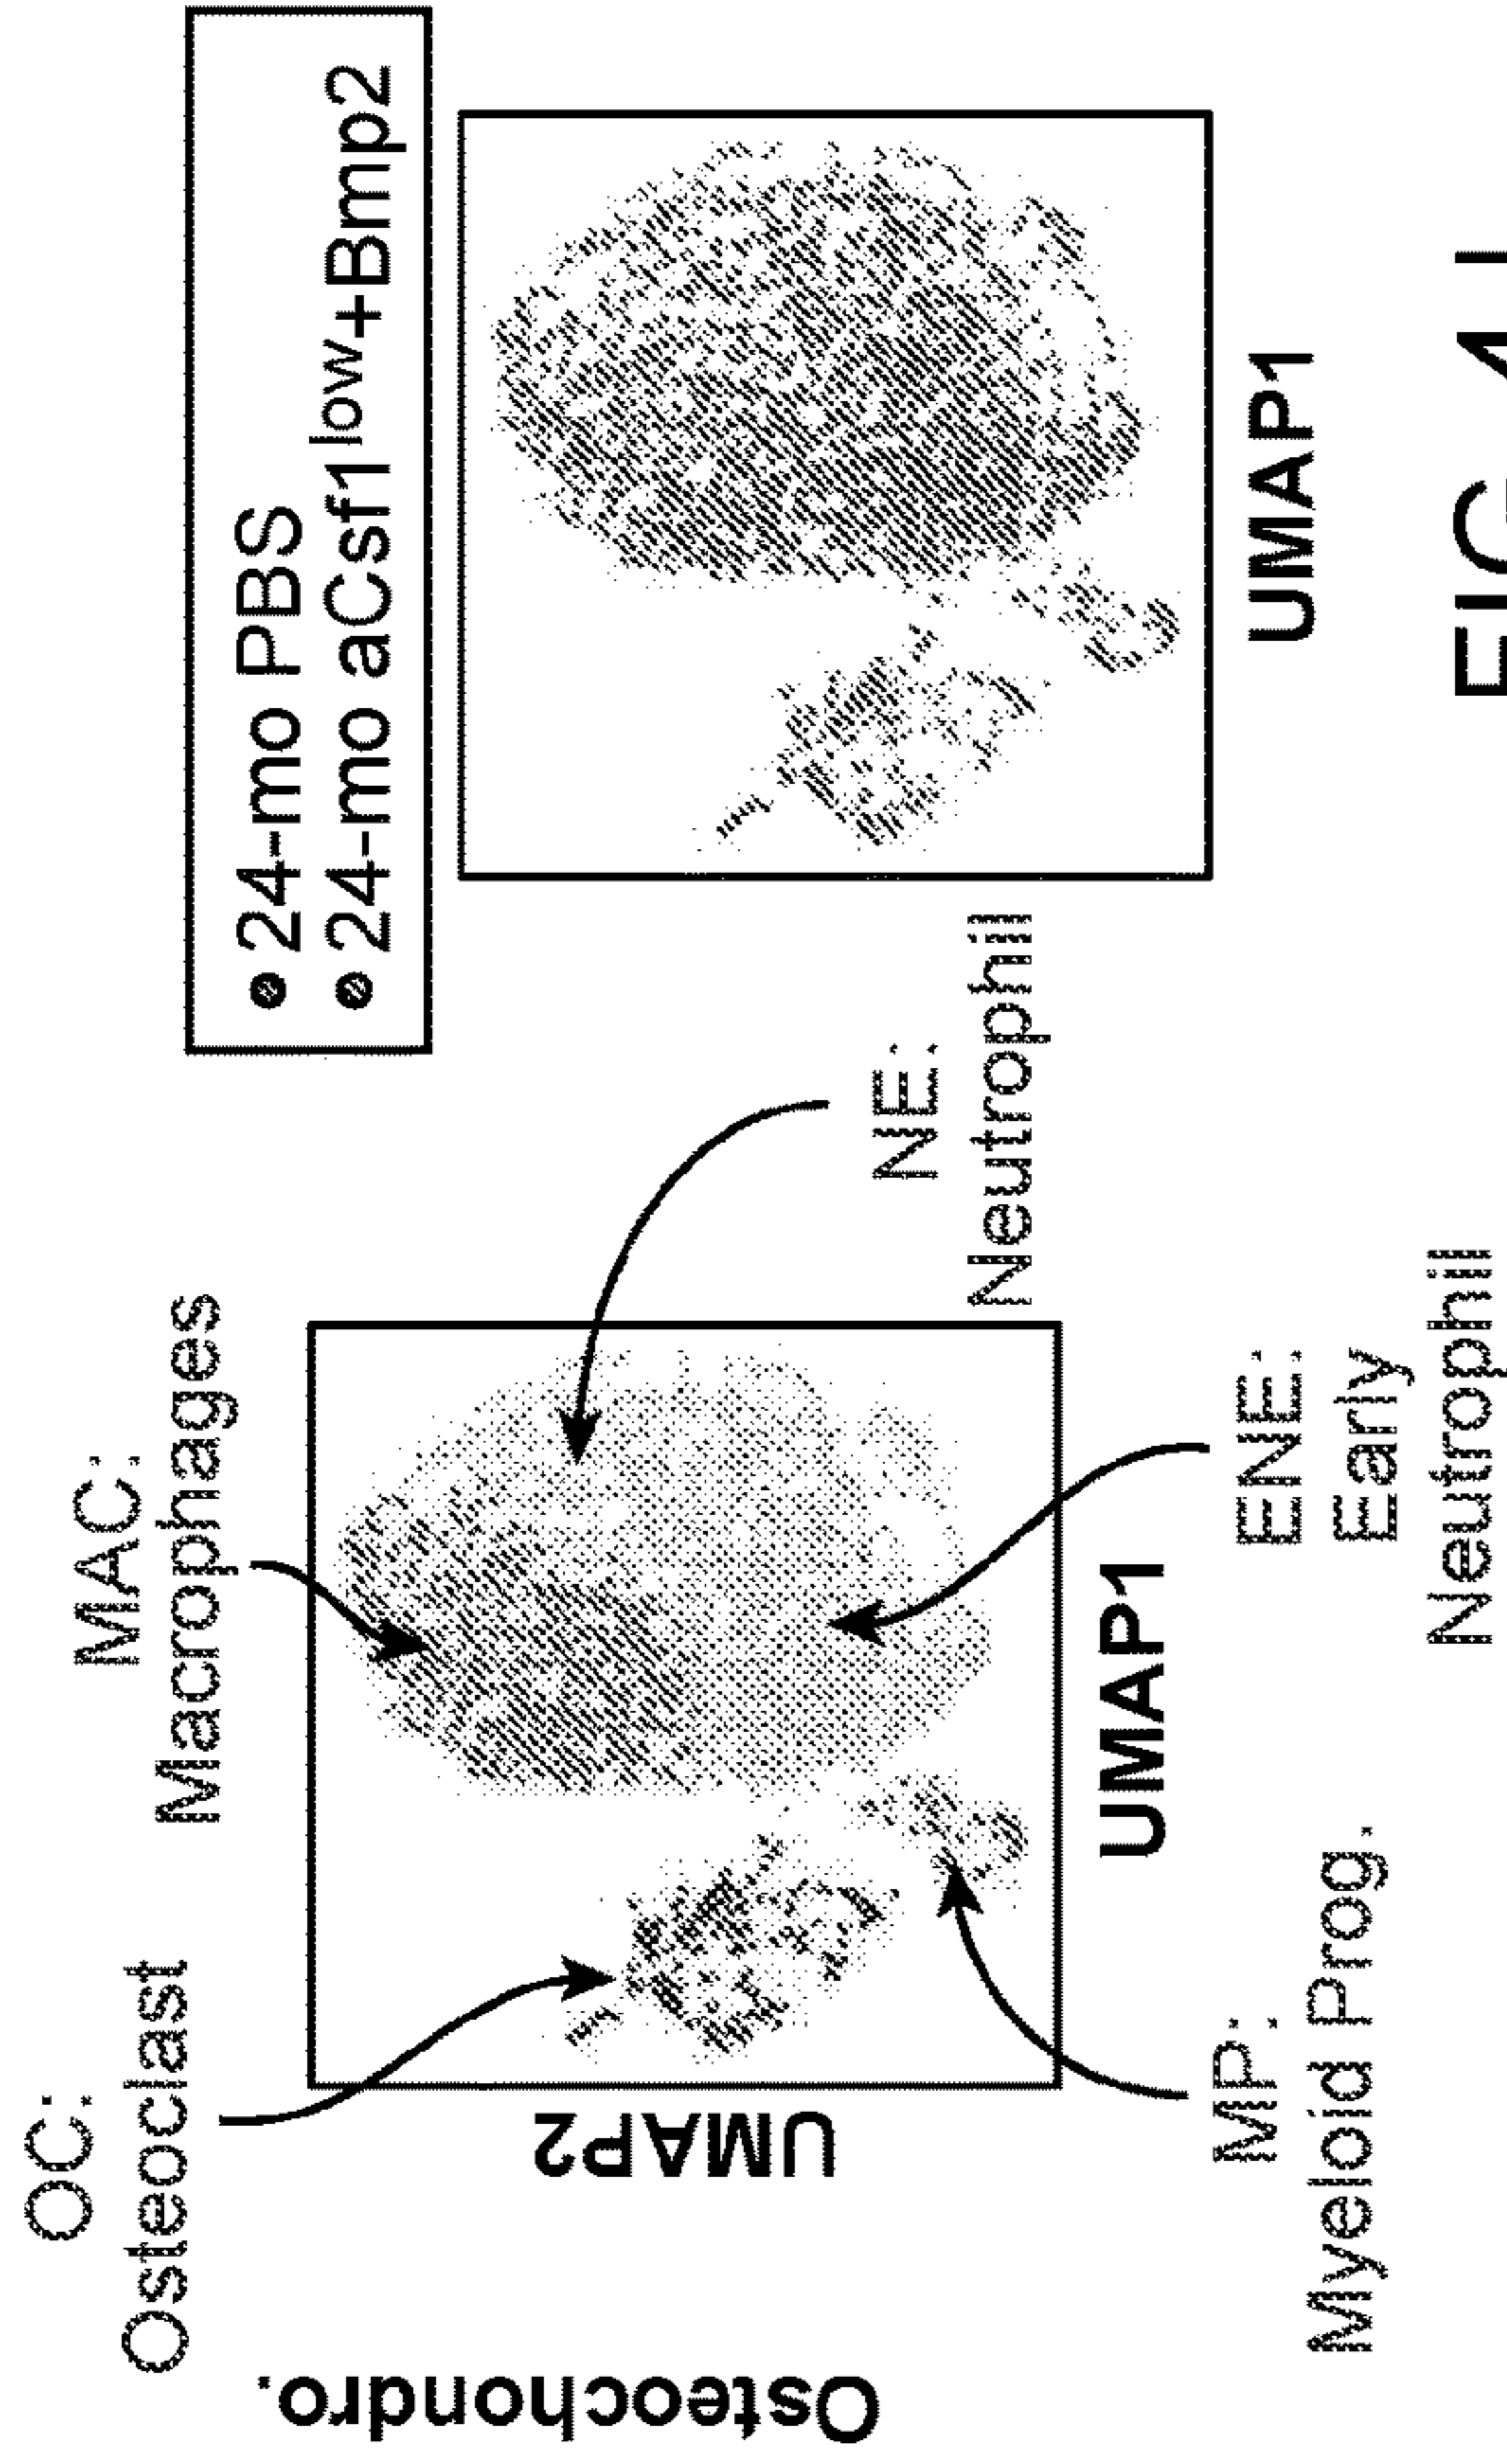 24-mo PBS
24-mo aCsf1low+Bmp2
OC:
Osteoclast
MAC:
Macrophages
NE:
Neutrophil
Osteochondro.
UMAP2
UMAP1
UMAP1
MP:
Myeloid Prog.
ENE:
Early
Neutrophil